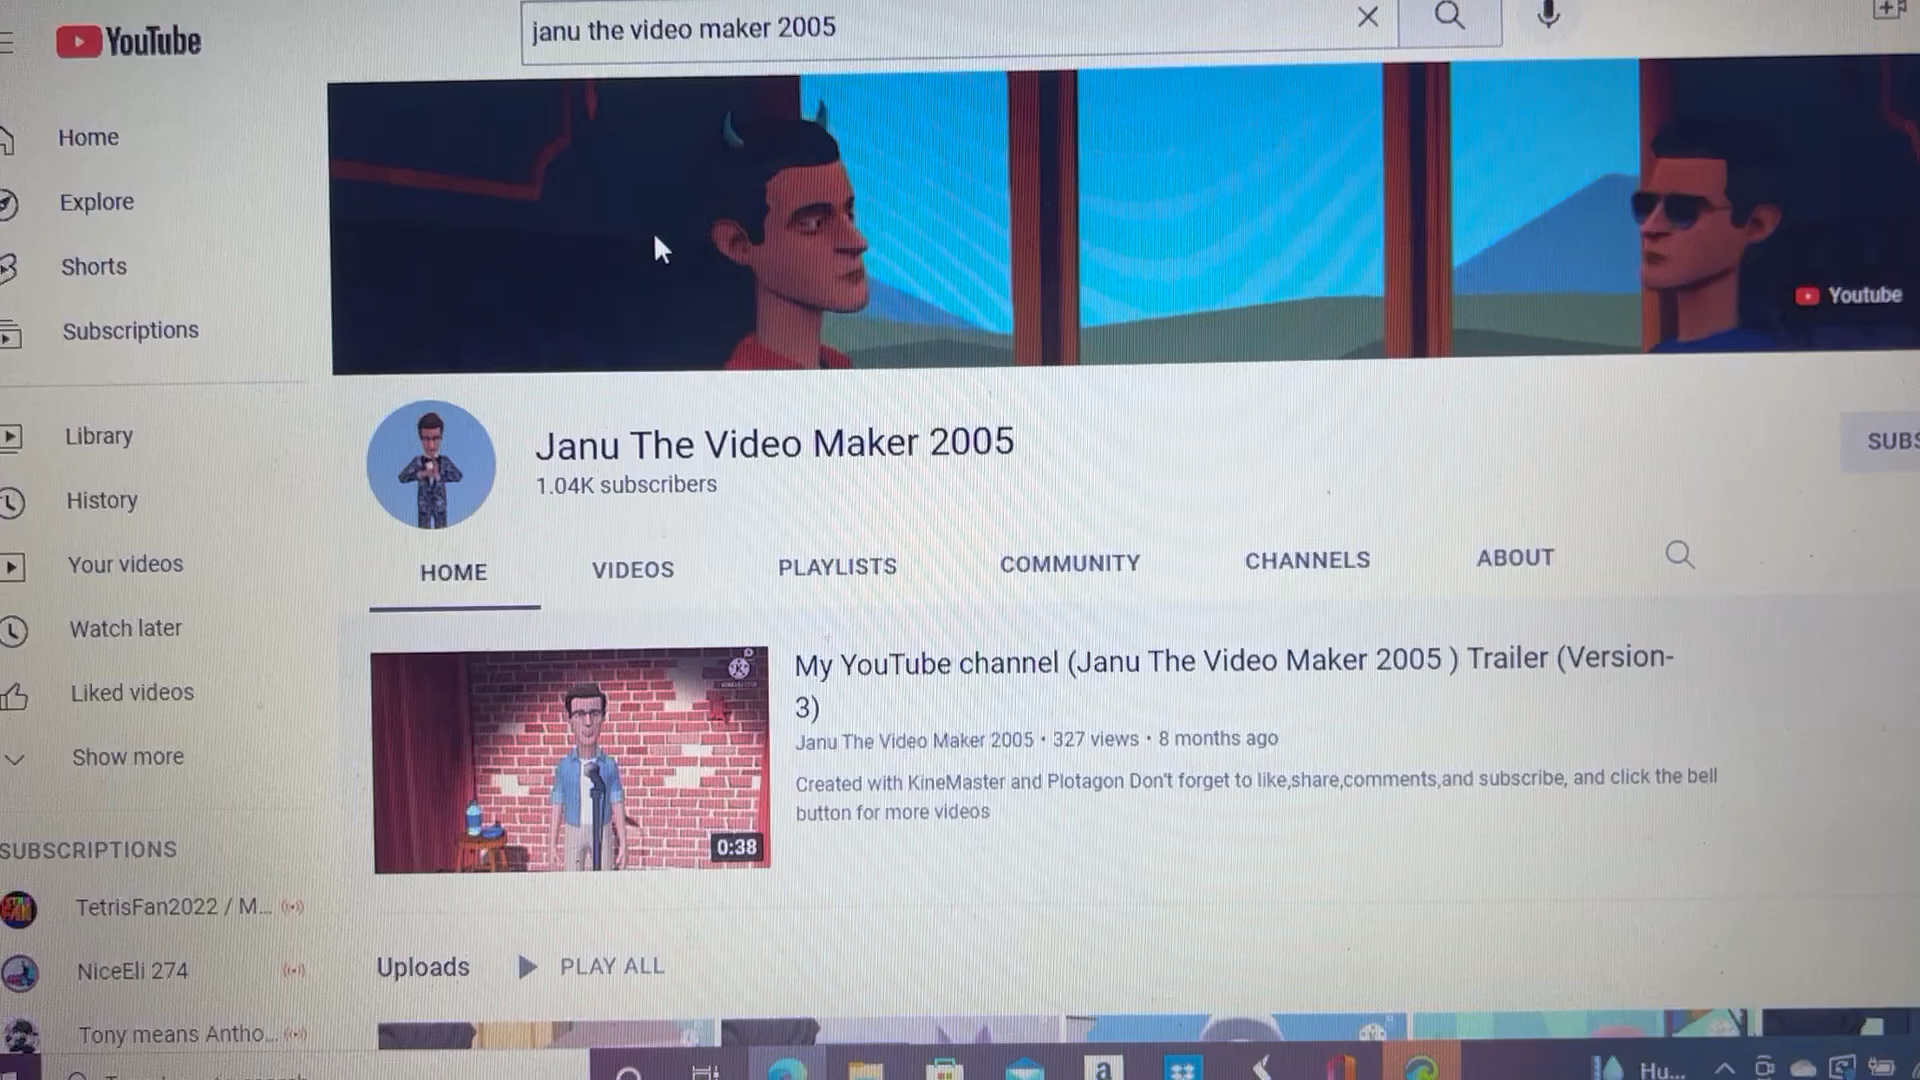 YouTube
janu the video maker 2005
Home
Explore
Shorts
Subscriptions
Library
History
Your videos
Watch later
Liked videos
Show more
SUBSCRIPTIONS
TetrisFan2022 / M...
NiceEli 274
Tony means Antho...
Youtube
Janu The Video Maker 2005
1.04K subscribers
SUBS
HOME
VIDEOS
PLAYLISTS
COMMUNITY
CHANNELS
ABOUT
0:38
My YouTube channel (Janu The Video Maker 2005 ) Trailer (Version-
3)
Janu The Video Maker 2005 • 327 views • 8 months ago
Created with KineMaster and Plotagon Don't forget to like,share,comments,and subscribe, and click the bell
button for more videos
Uploads
PLAY ALL
a
Hu...